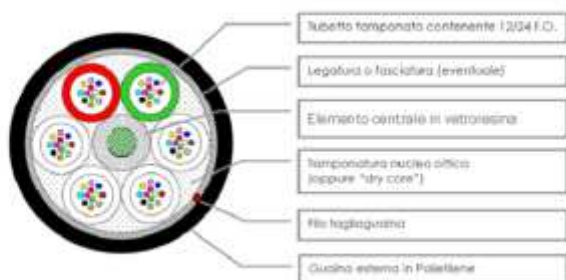 Tubetto tamponato contenente 12/24 F.O.
Legatura o fasciatura (eventuale)
Elemento centrale in vetroresina
Tamponatura nucleo ottico
(oppure "dry core")
Filo tagliaguaina
Guaina esterna in Polietilene